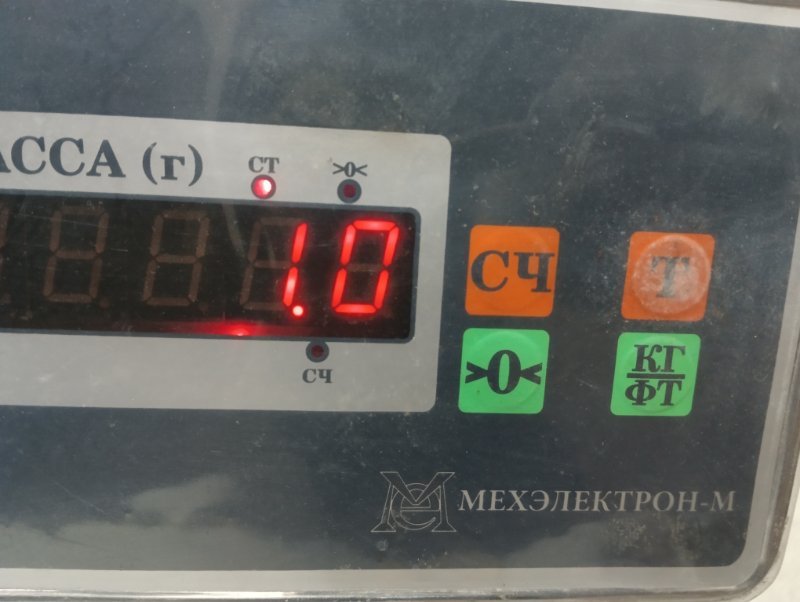 АССА (г)
СТ
>0<
1.0
СЧ
СЧ
Т
>0<
КГ
ФТ
МЕХЭЛЕКТРОН-М